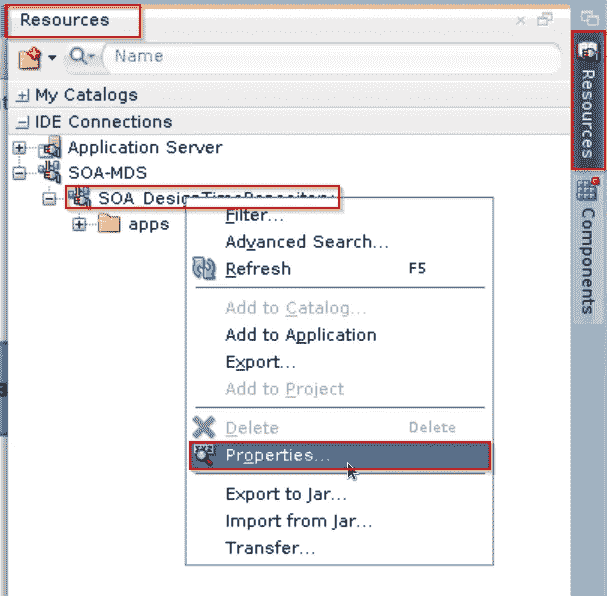 Resources
Name
My Catalogs
IDE Connections
Application Server
SOA-MDS
apps
Filter...
Advanced Search...
Refresh F5
Add to Catalog...
Add to Application
Export...
Add to Project
Delete Delete
Properties...
Export to Jar...
Import from Jar...
Transfer...
Resources
Components